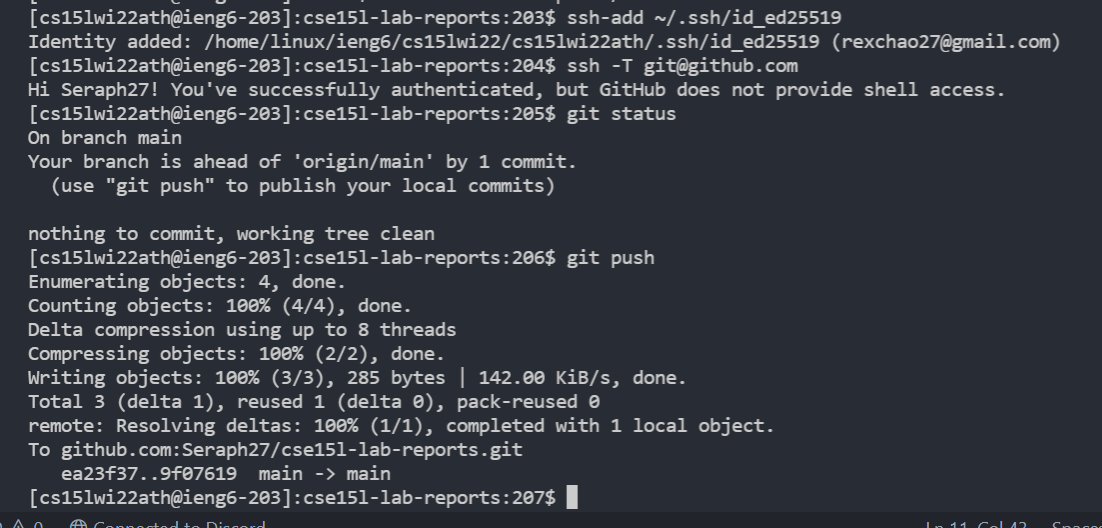 [cs15lwi22ath@ieng6-203]:cse15l-lab-reports:203$ ssh-add ~/.ssh/id_ed25519
Identity added: /home/linux/ieng6/cs15lwi22/cs15lwi22ath/.ssh/id_ed25519 (rexchao27@gmail.com)
[cs15lwi22ath@ieng6-203]:cse15l-lab-reports:204$ ssh -T git@github.com
Hi Seraph27! You've successfully authenticated, but GitHub does not provide shell access.
[cs15lwi22ath@ieng6-203]:cse15l-lab-reports:205$ git status
On branch main
Your branch is ahead of 'origin/main' by 1 commit.
  (use "git push" to publish your local commits)

nothing to commit, working tree clean
[cs15lwi22ath@ieng6-203]:cse15l-lab-reports:206$ git push
Enumerating objects: 4, done.
Counting objects: 100% (4/4), done.
Delta compression using up to 8 threads
Compressing objects: 100% (2/2), done.
Writing objects: 100% (3/3), 285 bytes | 142.00 KiB/s, done.
Total 3 (delta 1), reused 1 (delta 0), pack-reused 0
remote: Resolving deltas: 100% (1/1), completed with 1 local object.
To github.com:Seraph27/cse15l-lab-reports.git
   ea23f37..9f07619  main -> main
[cs15lwi22ath@ieng6-203]:cse15l-lab-reports:207$
0 Connected to Discord Ln 11, Col 42